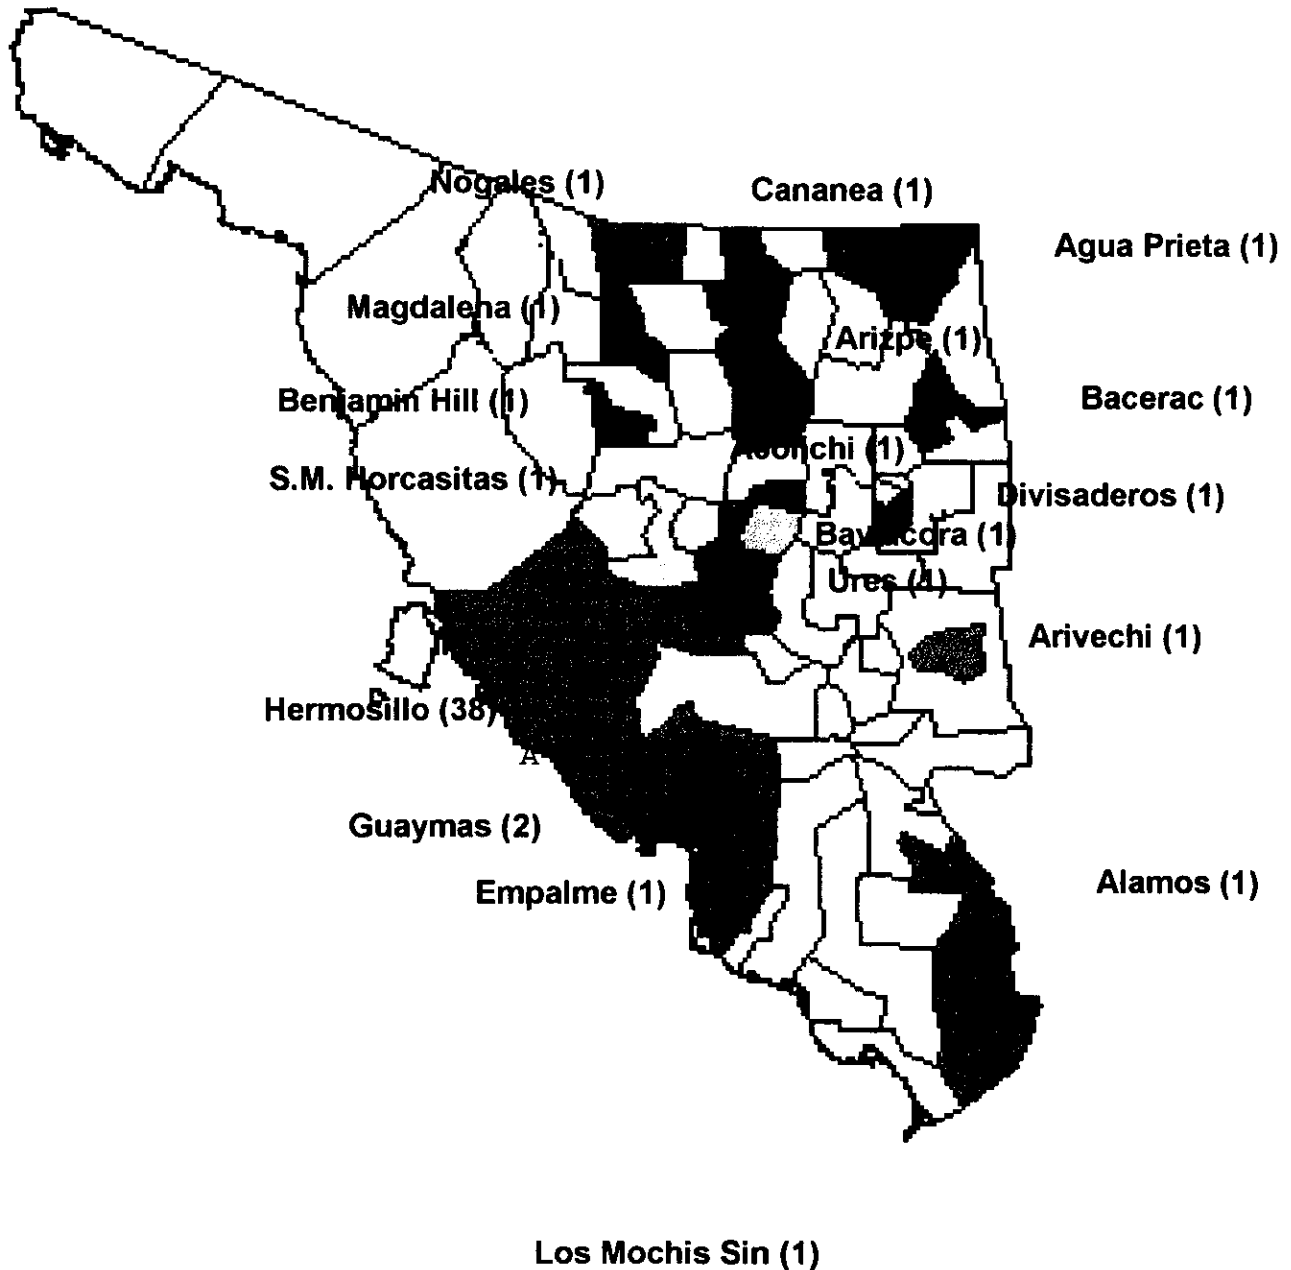 Nogales (1)
Cananea (1)
Agua Prieta (1)
Magdalena (1)
Arizpe (1)
Benjamin Hill (1)
Bacerac (1)
Aconchi (1)
S.M. Horcasitas (1)
Divisaderos (1)
Baviacora (1)
Ures (1)
Arivechi (1)
Hermosillo (38)
A
Guaymas (2)
Empalme (1)
Alamos (1)
Los Mochis Sin (1)